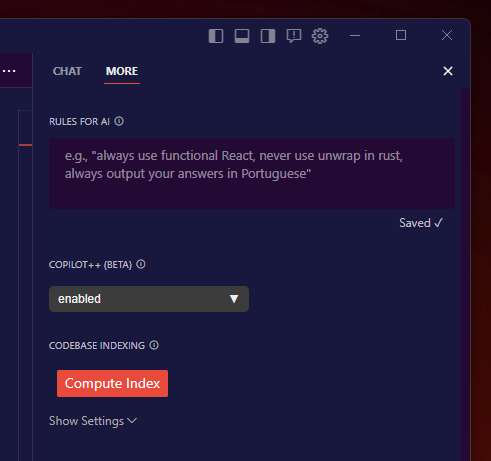 CHAT
MORE
RULES FOR AI
e.g., "always use functional React, never use unwrap in rust,
always output your answers in Portuguese"
Saved ✓
COPILOT++ (BETA)
enabled
CODEBASE INDEXING
Compute Index
Show Settings